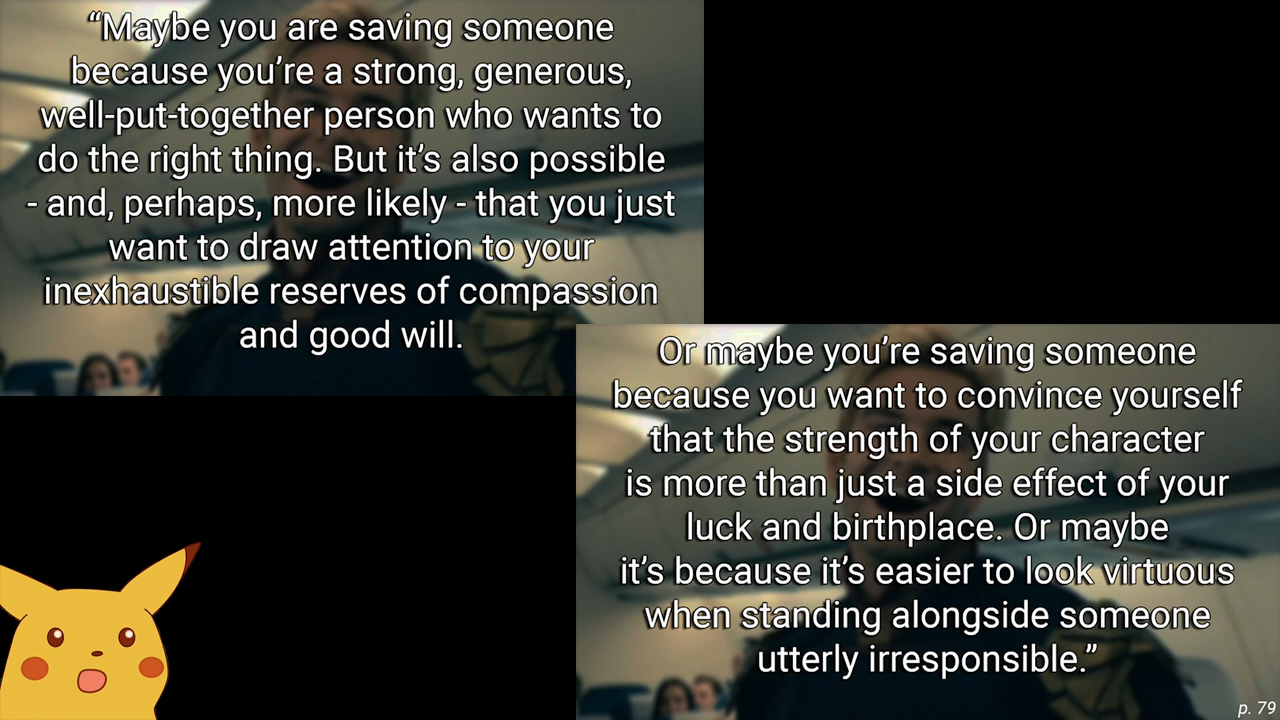 “Maybe you are saving someone
because you’re a strong, generous,
well-put-together person who wants to
do the right thing. But it’s also possible
- and, perhaps, more likely - that you just
want to draw attention to your
inexhaustible reserves of compassion
and good will.
Or maybe you’re saving someone
because you want to convince yourself
that the strength of your character
is more than just a side effect of your
luck and birthplace. Or maybe
it’s because it’s easier to look virtuous
when standing alongside someone
utterly irresponsible.”
p. 79